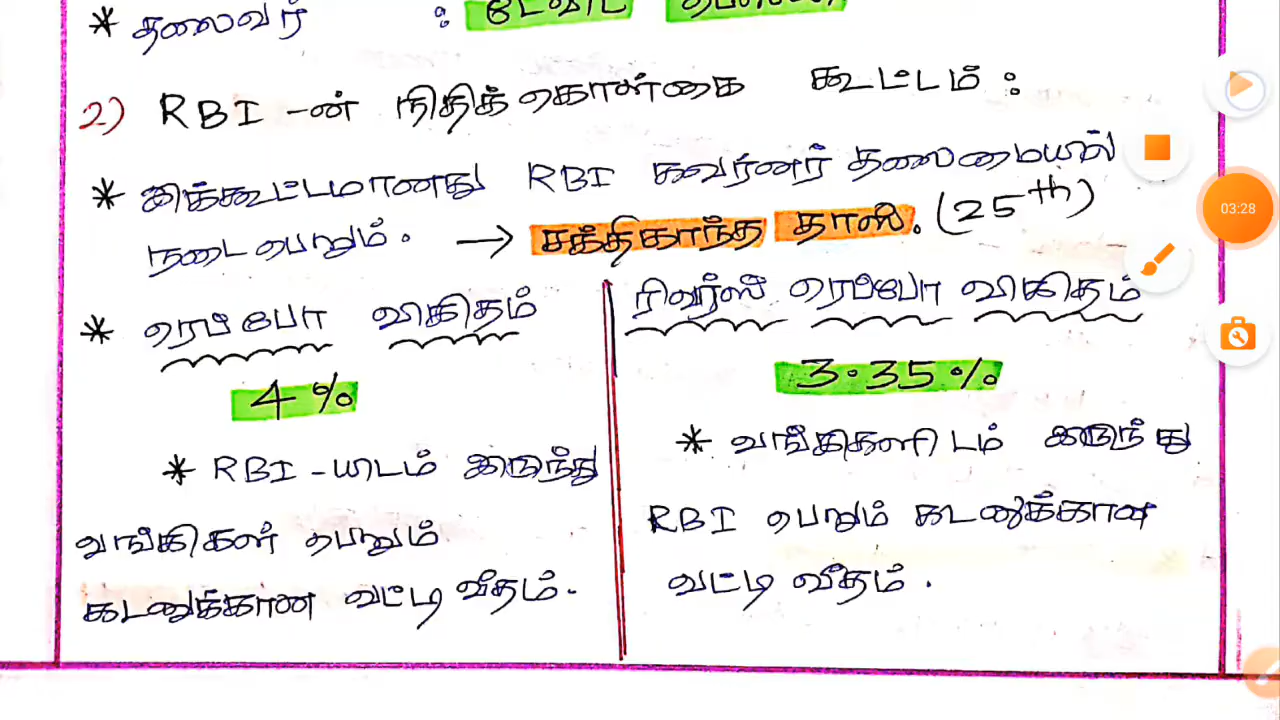 * தலைவர் :
2) RBI -ன் நிதிக் கொள்கை கூட்டம் :
* இக்கூட்டமானது RBI கவர்னர் தலைமையில்
நடைபெறும். → சக்திகாந்த தாஸ். (25th)
03:28
* ரெப்போ விகிதம்
4%
* RBI -யிடம் இருந்து
வங்கிகள் பெறும்
கடனுக்கான வட்டி வீதம்.
ரிவர்ஸ் ரெப்போ விகிதம்
3.35%
* வங்கிகளிடம் இருந்து
RBI பெறும் கடனுக்கான
வட்டி வீதம்.